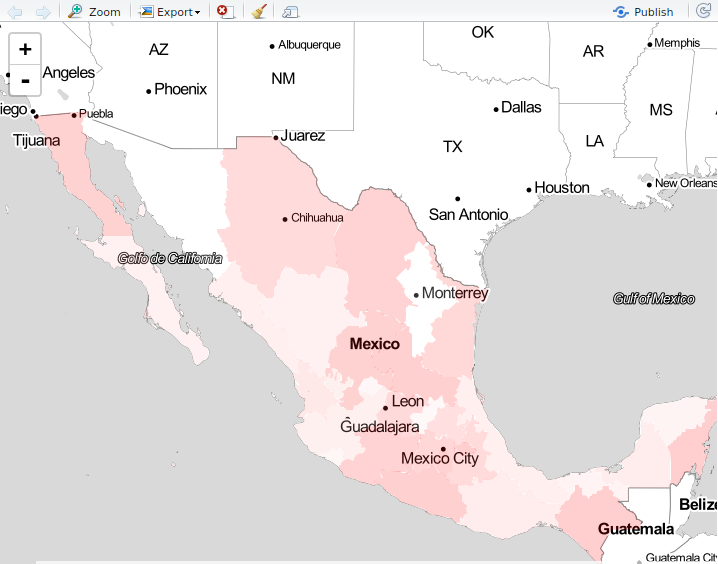 Zoom
Export
Publish
+
-
OK
AZ
Albuquerque
AR
Memphis
Angeles
NM
Phoenix
Dallas
MS
iego
Puebla
Tijuana
Juarez
TX
LA
Houston
New Orleans
San Antonio
Chihuahua
Golfo de California
Monterrey
Gulf of Mexico
Mexico
Leon
Ĝuadalajara
Mexico City
Belize
Guatemala
Guatemala City